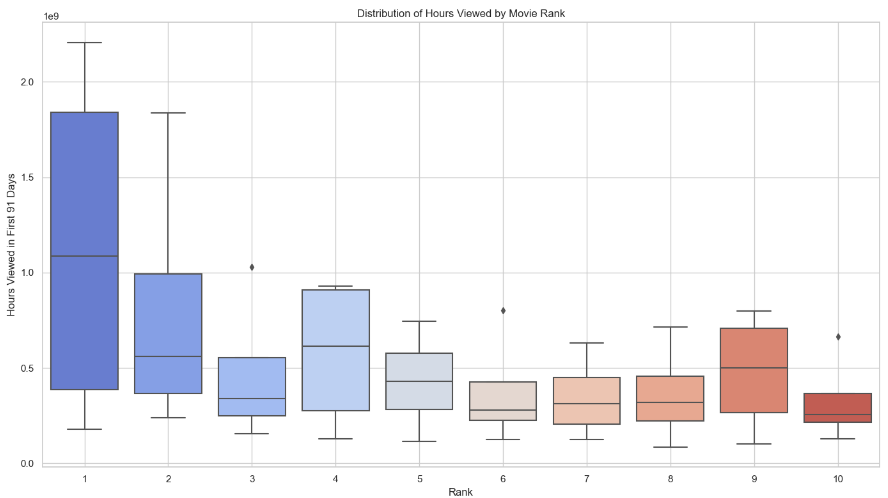 Distribution of Hours Viewed by Movie Rank
1e9
2.0
1.5
1.0
0.5
0.0
Hours Viewed in First 91 Days
1 2 3 4 5 6 7 8 9 10
Rank